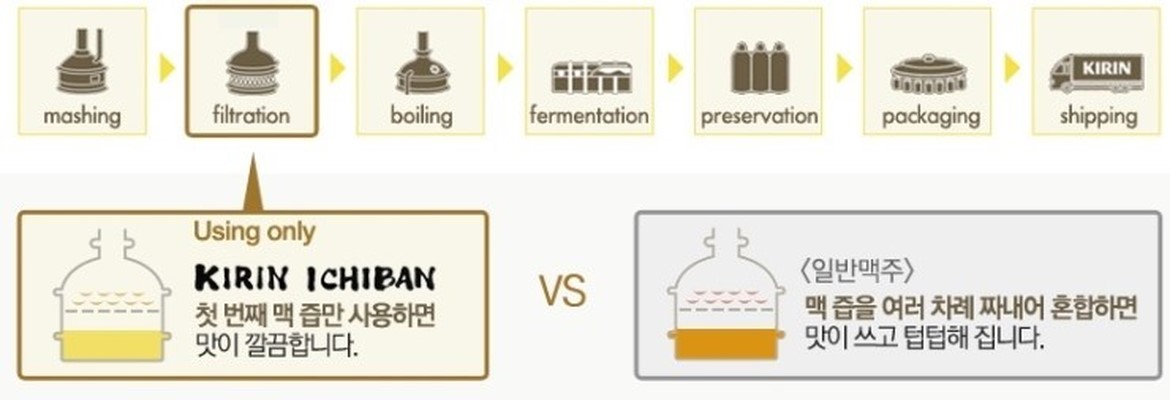 mashing
filtration
boiling
fermentation
preservation
packaging
KIRIN
shipping
Using only
KIRIN ICHIBAN
첫 번째 맥 즙만 사용하면
맛이 깔끔합니다.
VS
〈일반맥주〉
맥 즙을 여러 차례 짜내어 혼합하면
맛이 쓰고 텁텁해 집니다.